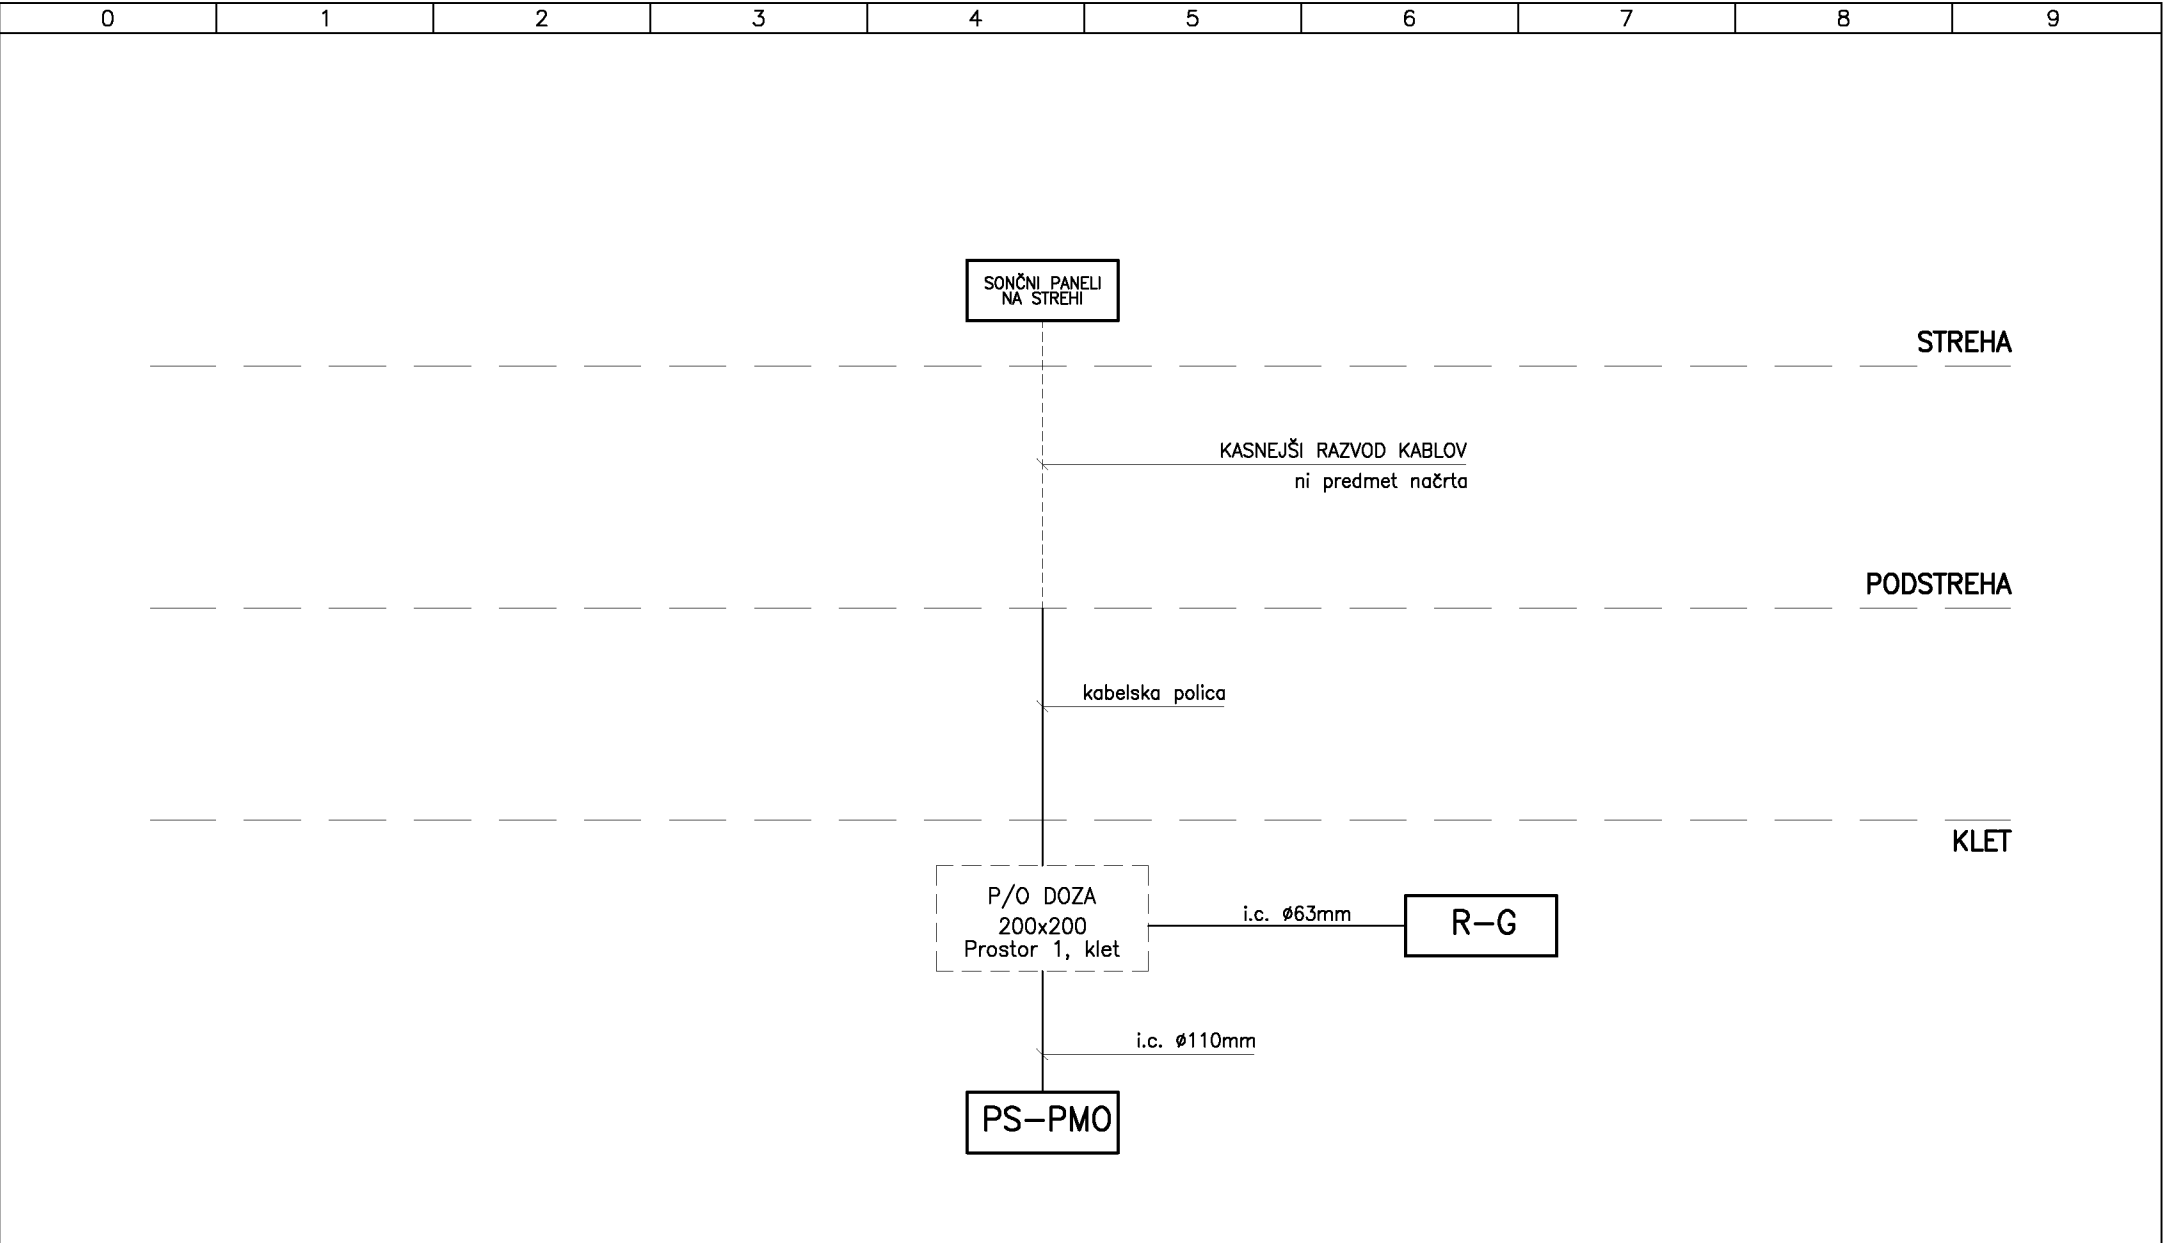 0 1 2 3 4 5 6 7 8 9
SONČNI PANELI
NA STREHI
STREHA
KASNEJŠI RAZVOD KABLOV
ni predmet načrta
PODSTREHA
kabelska polica
KLET
P/O DOZA
200x200
Prostor 1, klet
i.c. ø63mm
R-G
i.c. ø110mm
PS-PMO